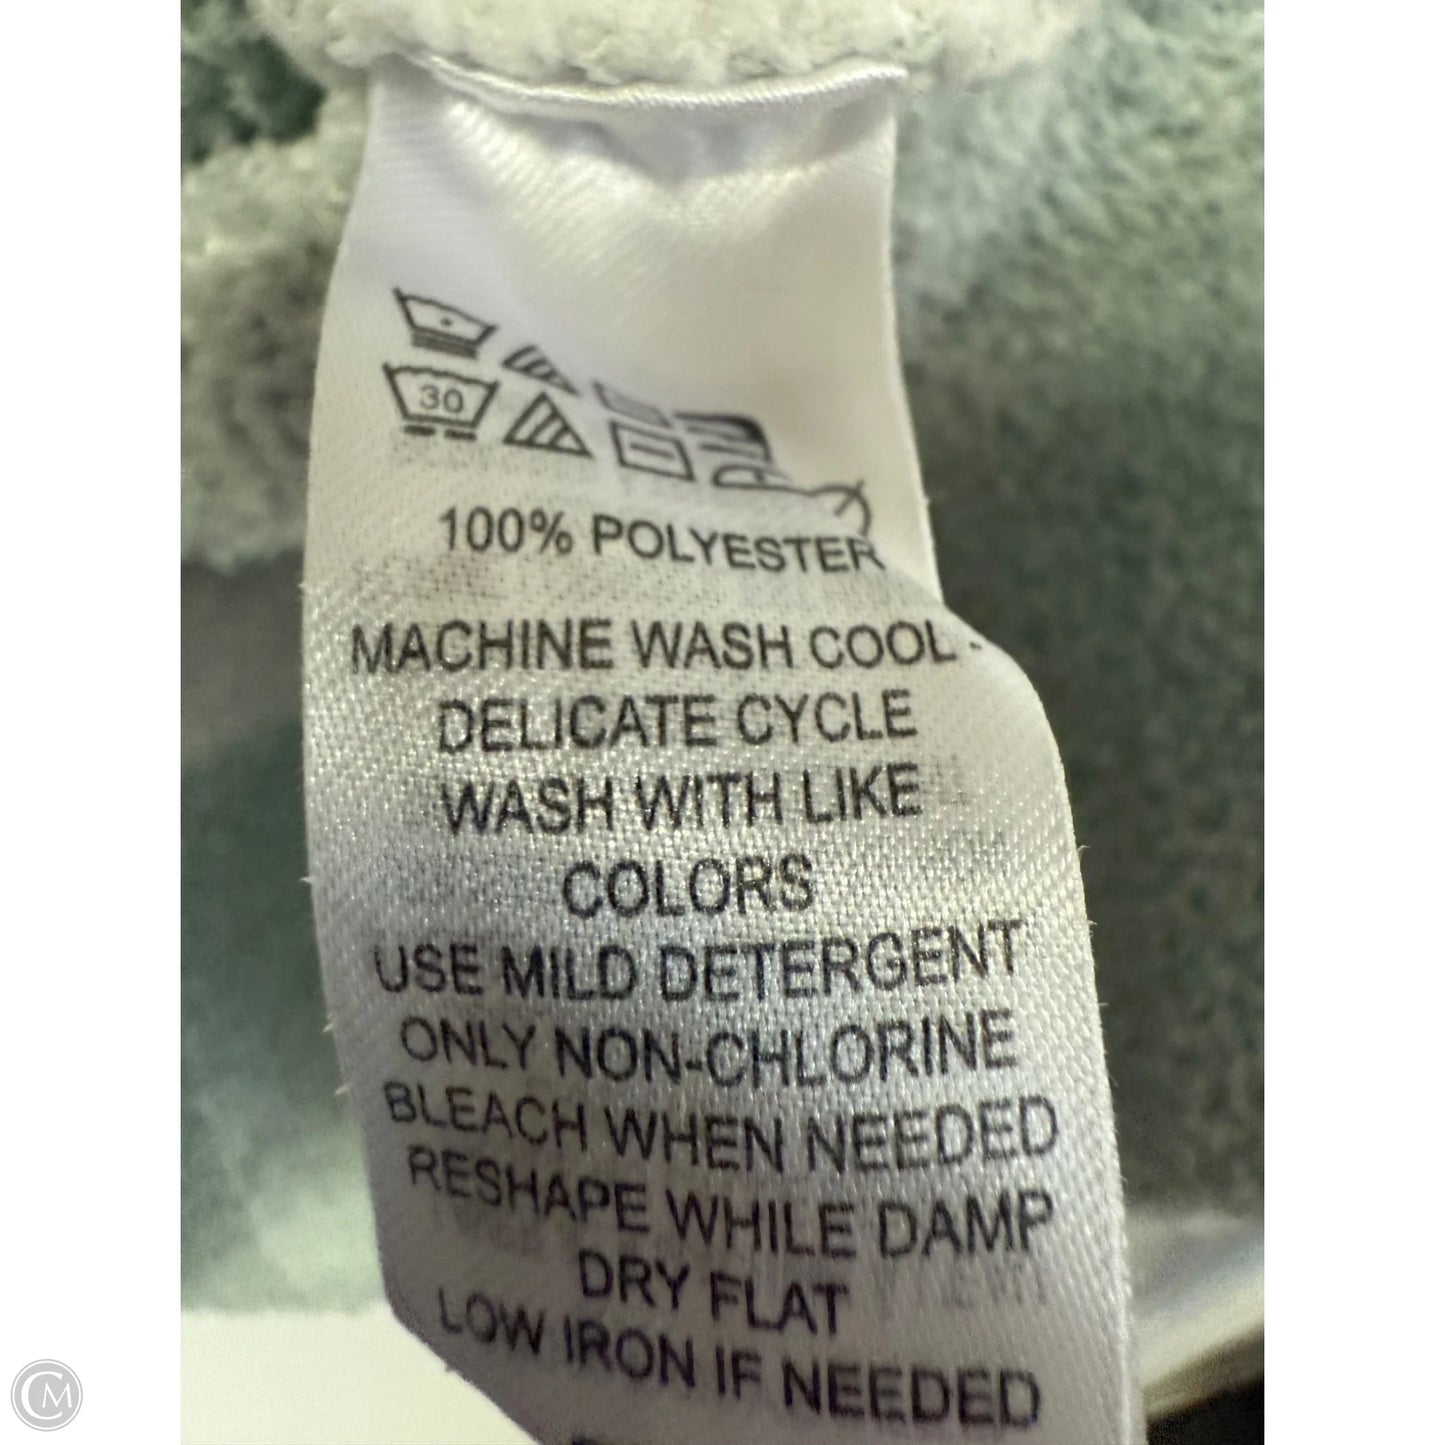 30
100% POLYESTER
MACHINE WASH COOL -
DELICATE CYCLE
WASH WITH LIKE
COLORS
USE MILD DETERGENT
ONLY NON-CHLORINE
BLEACH WHEN NEEDED
RESHAPE WHILE DAMP
DRY FLAT
LOW IRON IF NEEDED
CM